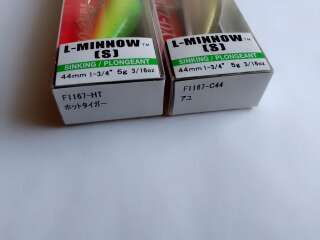 L-MINNOW™
(S)
SINKING / PLONGEANT
44mm 1-3/4" 5g 3/16oz
F1167-HT
ホットタイガー
L-MINNOW™
(S)
SINKING / PLONGEANT
44mm 1-3/4" 5g 3/16oz
F1167-C44
アユ